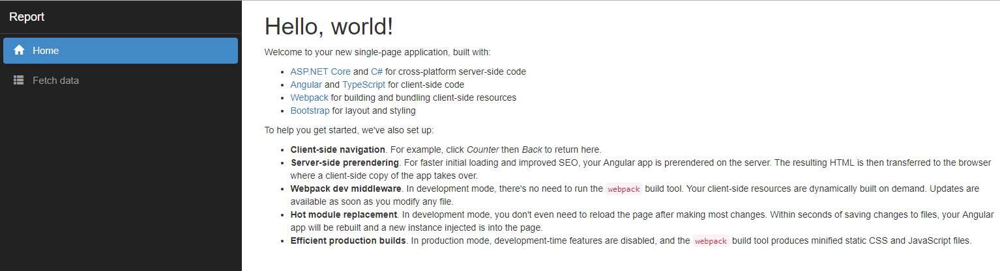 Report
Home
Fetch data
Hello, world!
Welcome to your new single-page application, built with:
ASP.NET Core and C# for cross-platform server-side code
Angular and TypeScript for client-side code
Webpack for building and bundling client-side resources
Bootstrap for layout and styling
To help you get started, we've also set up:
Client-side navigation. For example, click Counter then Back to return here.
Server-side prerendering. For faster initial loading and improved SEO, your Angular app is prerendered on the server. The resulting HTML is then transferred to the browser
where a client-side copy of the app takes over.
Webpack dev middleware. In development mode, there's no need to run the webpack build tool. Your client-side resources are dynamically built on demand. Updates are
available as soon as you modify any file.
Hot module replacement. In development mode, you don't even need to reload the page after making most changes. Within seconds of saving changes to files, your Angular
app will be rebuilt and a new instance injected is into the page.
Efficient production builds. In production mode, development-time features are disabled, and the webpack build tool produces minified static CSS and JavaScript files.